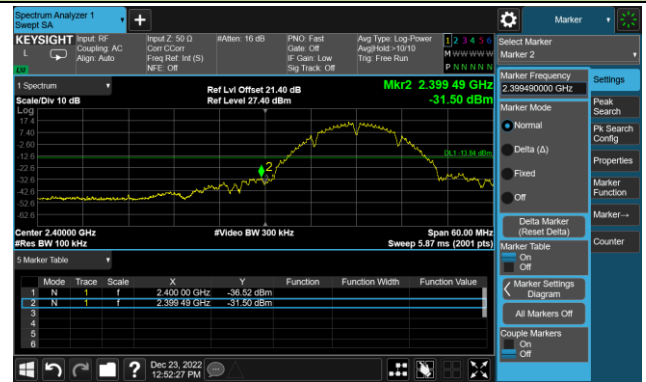 Spectrum Analyzer 1
Swept SA
Marker
KEYSIGHT
Input: RF
Coupling: AC
Align: Auto
Input Z: 50 Ω
Corr CCorr
Freq Ref: Int (S)
NFE: Off
#Atten: 16 dB
PNO: Fast
Gate: Off
IF Gain: Low
Sig Track: Off
Avg Type: Log-Power
Avg|Hold:>10/10
Trig: Free Run
1 2 3 4 5 6
M W W W W W
P N N N N N
L
1 Spectrum
Scale/Div 10 dB
Log
Ref Lvl Offset 21.40 dB
Ref Level 27.40 dBm
Mkr2 2.399 49 GHz
-31.50 dBm
17.4
7.40
-2.60
-12.6
-22.6
-32.6
-42.6
-52.6
-62.6
DL1 -13.54 dBm
2
Center 2.40000 GHz
#Res BW 100 kHz
#Video BW 300 kHz
Span 60.00 MHz
Sweep 5.87 ms (2001 pts)
5 Marker Table
Mode Trace Scale X Y Function Function Width Function Value
1 N 1 f 2.400 00 GHz -36.52 dBm
2 N 1 f 2.399 49 GHz -31.50 dBm
3
4
5
6
Select Marker
Marker 2
Marker Frequency
2.399490000 GHz
Marker Mode
Normal
Delta (Δ)
Fixed
Off
Delta Marker
(Reset Delta)
Marker Table
On
Off
Marker Settings
Diagram
All Markers Off
Couple Markers
On
Off
Settings
Peak
Search
Pk Search
Config
Properties
Marker
Function
Marker→
Counter
Dec 23, 2022
12:52:27 PM